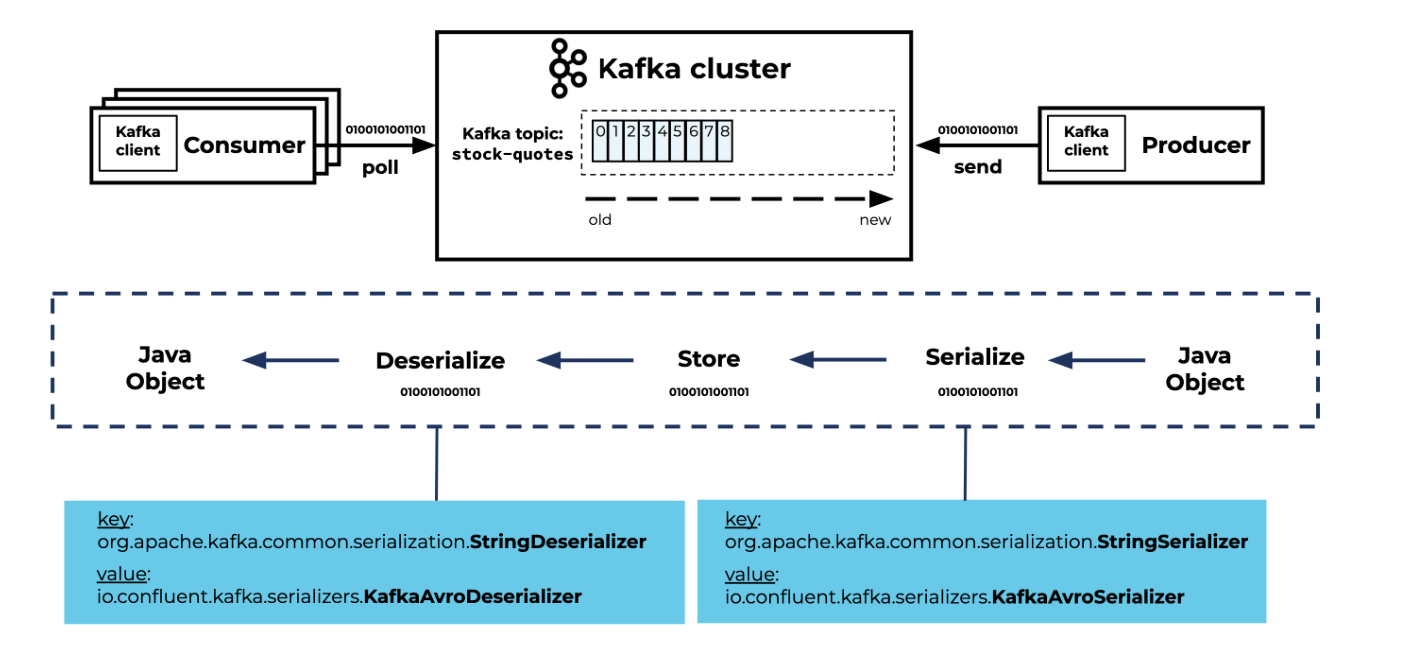 Kafka cluster
Kafka
client
Consumer
0100101001101
poll
Kafka topic:
stock-quotes
0 1 2 3 4 5 6 7 8
old
new
0100101001101
send
Kafka
client
Producer
Java
Object
Deserialize
0100101001101
Store
0100101001101
Serialize
0100101001101
Java
Object
key:
org.apache.kafka.common.serialization.StringDeserializer
value:
io.confluent.kafka.serializers.KafkaAvroDeserializer
key:
org.apache.kafka.common.serialization.StringSerializer
value:
io.confluent.kafka.serializers.KafkaAvroSerializer